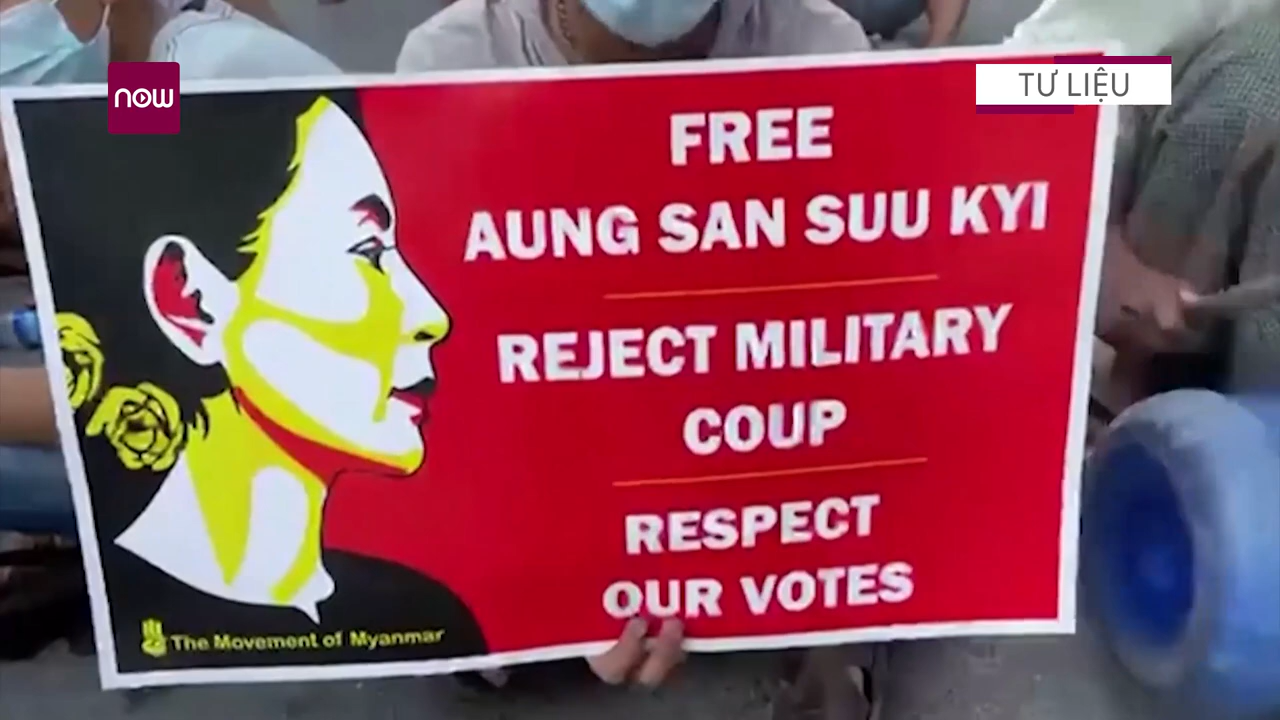 now
TƯ LIỆU
FREE
AUNG SAN SUU KYI
REJECT MILITARY
COUP
RESPECT
OUR VOTES
The Movement of Myanmar